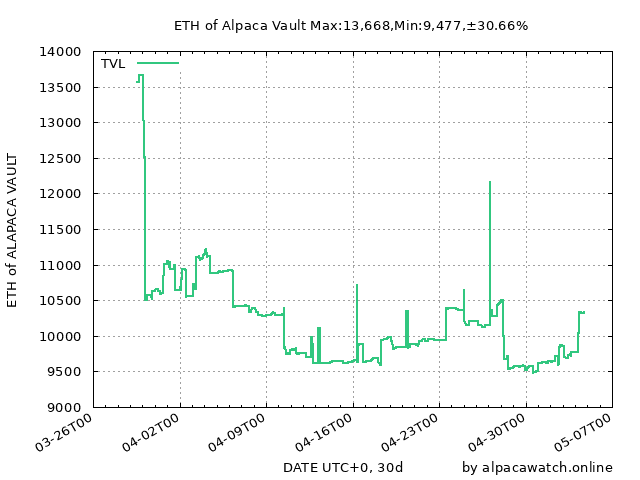 ETH of Alpaca Vault Max:13,668,Min:9,477,±30.66%
TVL
14000
13500
13000
12500
12000
11500
11000
10500
10000
9500
9000
ETH of ALAPACA VAULT
03-26T00
04-02T00
04-09T00
04-16T00
04-23T00
04-30T00
05-07T00
DATE UTC+0, 30d
by alpacawatch.online